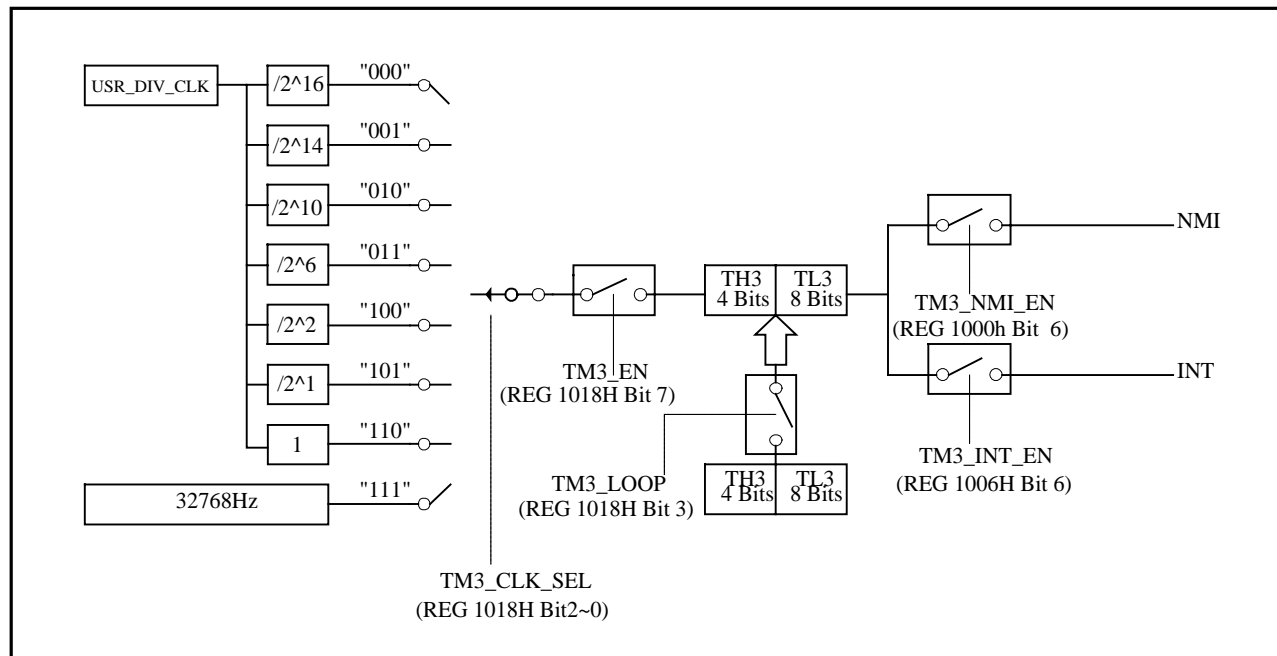 USR_DIV_CLK
/2^16
"000"
/2^14
"001"
/2^10
"010"
/2^6
"011"
/2^2
"100"
/2^1
"101"
1
"110"
32768Hz
"111"
TM3_CLK_SEL
(REG 1018H Bit2~0)
TM3_EN
(REG 1018H Bit 7)
TH3
4 Bits
TL3
8 Bits
TM3_LOOP
(REG 1018H Bit 3)
TH3
4 Bits
TL3
8 Bits
NMI
TM3_NMI_EN
(REG 1000h Bit 6)
INT
TM3_INT_EN
(REG 1006H Bit 6)